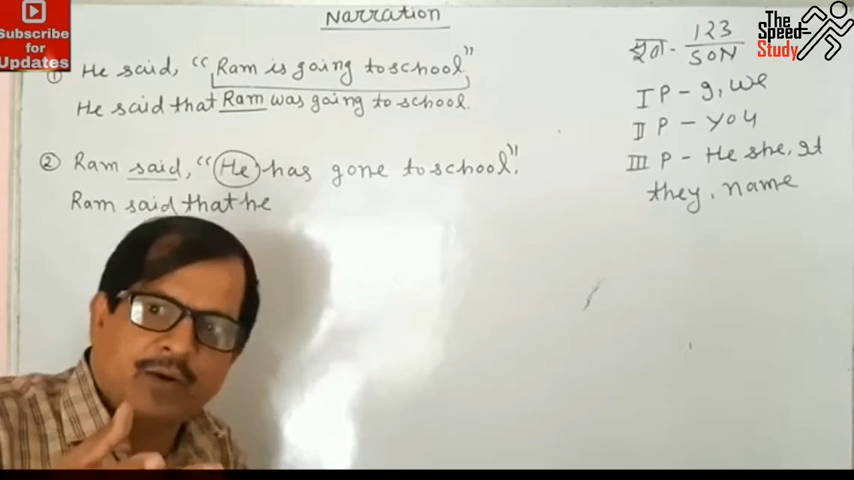 Subscribe
for
Updates
Narration
The
Speed-
Study
① He said, “Ram is going to school”
He said that Ram was going to school.
② Ram said, “He has gone to school”.
Ram said that he
सूत्र - 123
SON
I P - I, we
II P - you
III P - He she, It
they, name